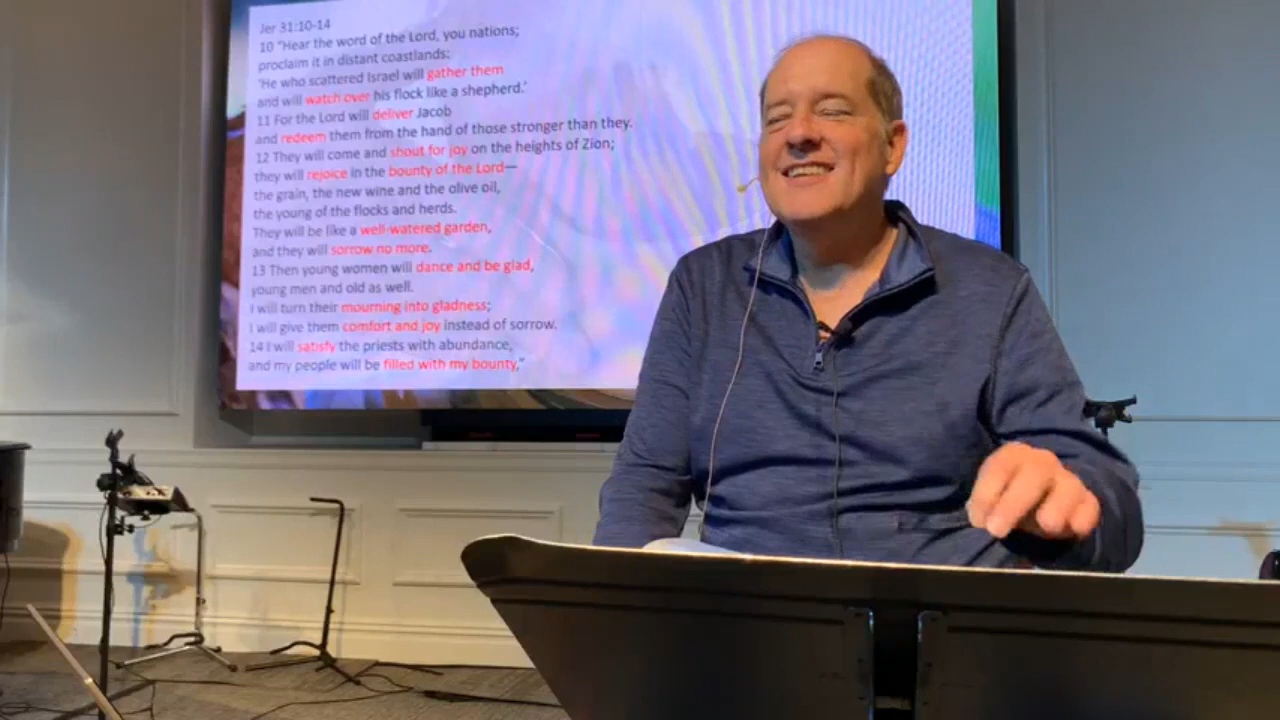 Jer 31:10-14
10 "Hear the word of the Lord, you nations;
proclaim it in distant coastlands:
'He who scattered Israel will gather them
and will watch over his flock like a shepherd.'
11 For the Lord will deliver Jacob
and redeem them from the hand of those stronger than they.
12 They will come and shout for joy on the heights of Zion;
they will rejoice in the bounty of the Lord—
the grain, the new wine and the olive oil,
the young of the flocks and herds.
They will be like a well-watered garden,
and they will sorrow no more.
13 Then young women will dance and be glad,
young men and old as well.
I will turn their mourning into gladness;
I will give them comfort and joy instead of sorrow.
14 I will satisfy the priests with abundance,
and my people will be filled with my bounty,"